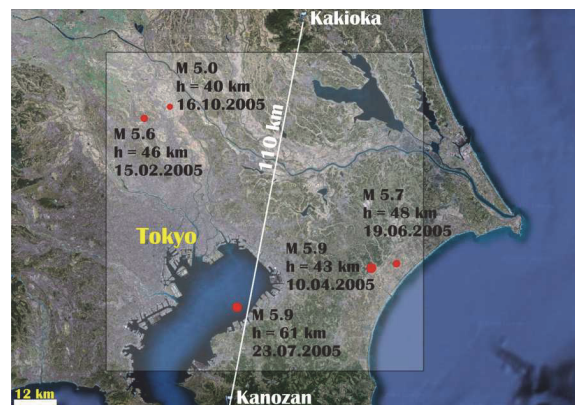 Kakioka
M 5.0
h = 40 km
16.10.2005
M 5.6
h = 46 km
15.02.2005
110 km
M 5.7
h = 48 km
19.06.2005
Tokyo
M 5.9
h = 43 km
10.04.2005
M 5.9
h = 61 km
23.07.2005
12 km
Kanozan